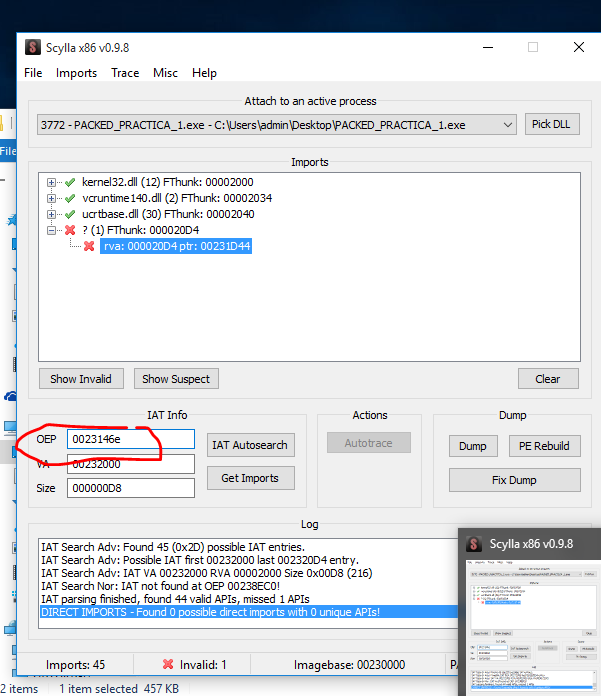 Scylla x86 v0.9.8
File Imports Trace Misc Help
Attach to an active process
3772 - PACKED_PRACTICA_1.exe - C:\Users\admin\Desktop\PACKED_PRACTICA_1.exe
Pick DLL
Imports
kernel32.dll (12) FThunk: 00002000
vcruntime140.dll (2) FThunk: 00002034
ucrtbase.dll (30) FThunk: 00002040
? (1) FThunk: 000020D4
rva: 000020D4 ptr: 00231D44
Show Invalid Show Suspect Clear
IAT Info Actions Dump
OEP 0023146e
IAT Autosearch Autotrace Dump PE Rebuild
VA 00232000
Get Imports Fix Dump
Size 000000D8
Log
IAT Search Adv: Found 45 (0x2D) possible IAT entries.
IAT Search Adv: Possible IAT first 00232000 last 002320D4 entry.
IAT Search Adv: IAT VA 00232000 RVA 00002000 Size 0x00D8 (216)
IAT Search Nor: IAT not found at OEP 00238EC0!
IAT parsing finished, found 44 valid APIs, missed 1 APIs
DIRECT IMPORTS - Found 0 possible direct imports with 0 unique APIs!
Imports: 45 Invalid: 1 Imagebase: 00230000
Scylla x86 v0.9.8
File
12 items 1 item selected 457 KB